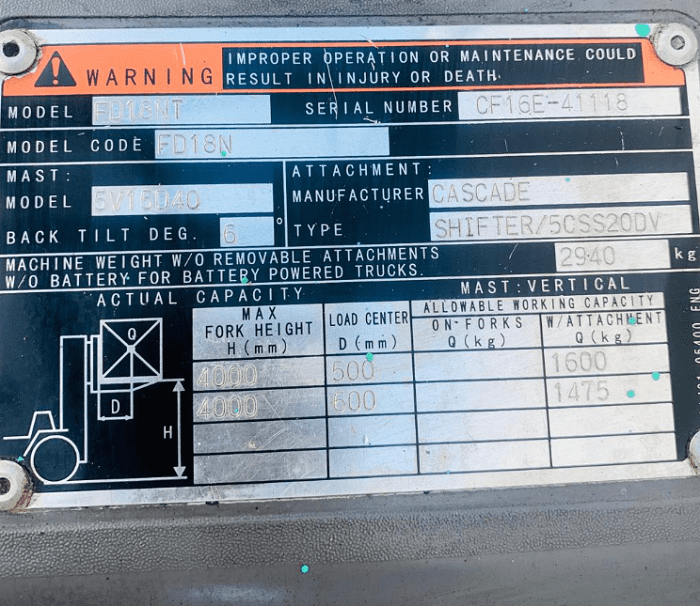 WARNING
IMPROPER OPERATION OR MAINTENANCE COULD
RESULT IN INJURY OR DEATH
MODEL FD18NT SERIAL NUMBER CF16E-41118
MODEL CODE FD18N
MAST: ATTACHMENT:
MODEL 5V18D40 MANUFACTURER CASCADE
BACK TILT DEG. 6° TYPE SHIFTER/5CSS20DV
MACHINE WEIGHT W/O REMOVABLE ATTACHMENTS 2940 kg
W/O BATTERY FOR BATTERY POWERED TRUCKS.
ACTUAL CAPACITY MAST: VERTICAL
MAX FORK HEIGHT H (mm) LOAD CENTER D (mm) ALLOWABLE WORKING CAPACITY
ON-FORKS Q (kg) W/ATTACHMENT Q (kg)
4000 500 1600
4000 600 1475
Q
D
H